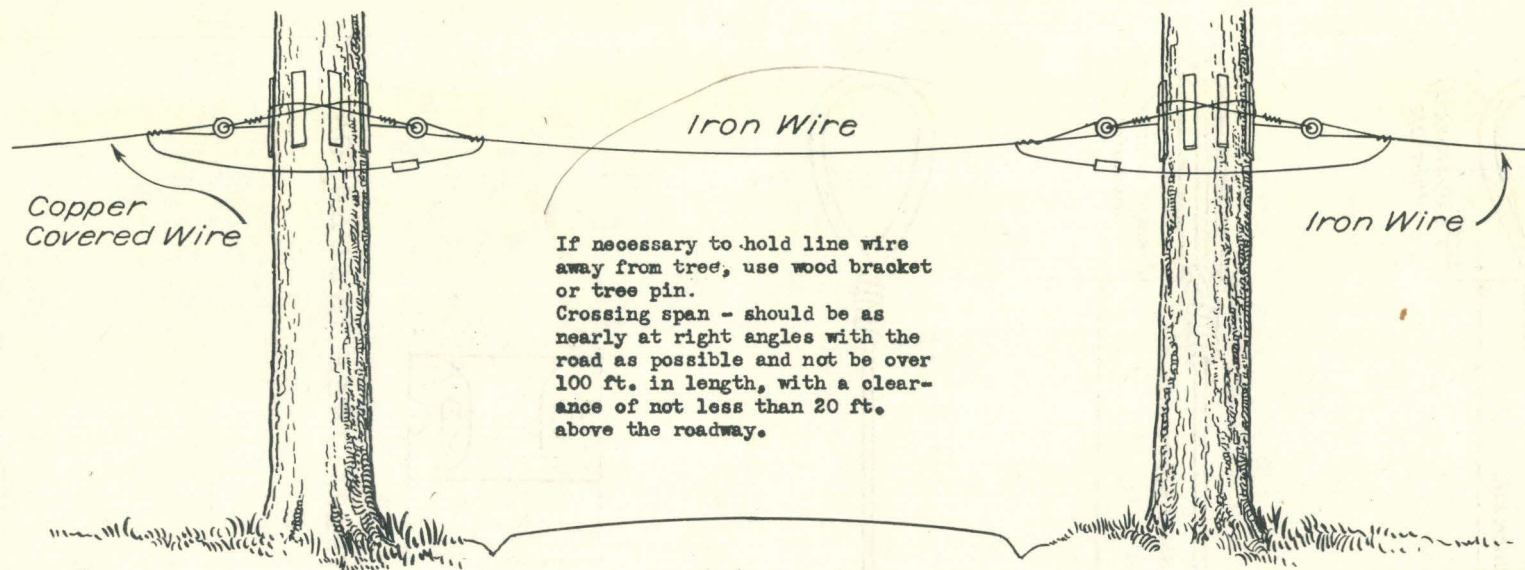 Iron Wire
Copper
Covered Wire
Iron Wire
If necessary to hold line wire
away from tree, use wood bracket
or tree pin.
Crossing span - should be as
nearly at right angles with the
road as possible and not be over
100 ft. in length, with a clear-
ance of not less than 20 ft.
above the roadway.